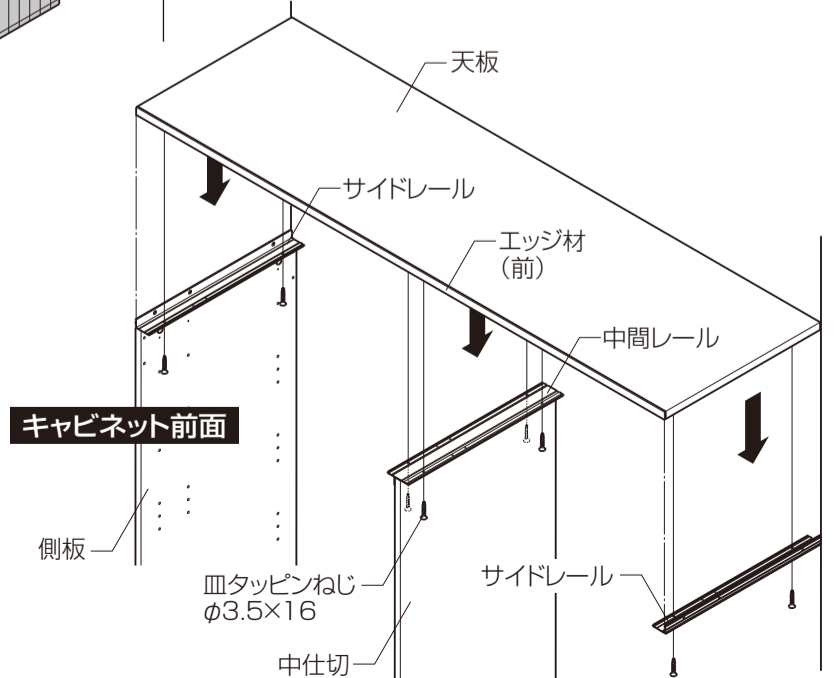 天板
サイドレール
エッジ材
（前）
中間レール
キャビネット前面
側板
皿タッピンねじ
φ3.5×16
サイドレール
中仕切